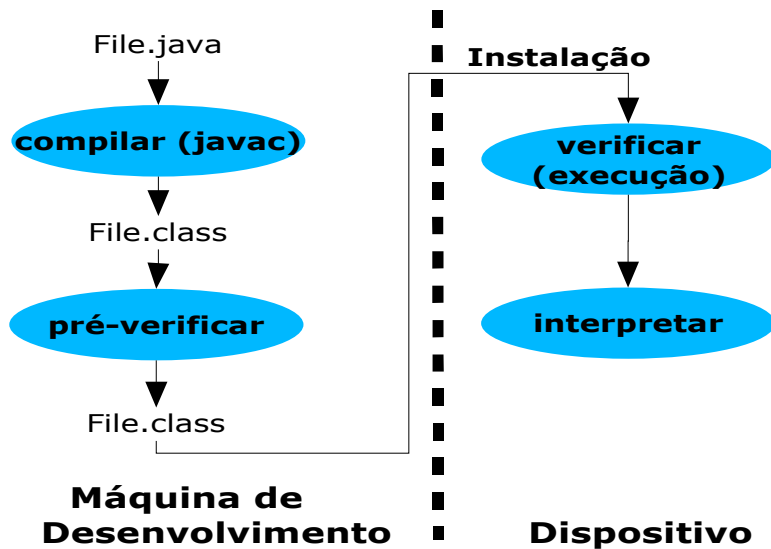 File.java
compilar (javac)
File.class
pré-verificar
File.class
Máquina de
Desenvolvimento
Instalação
verificar
(execução)
interpretar
Dispositivo